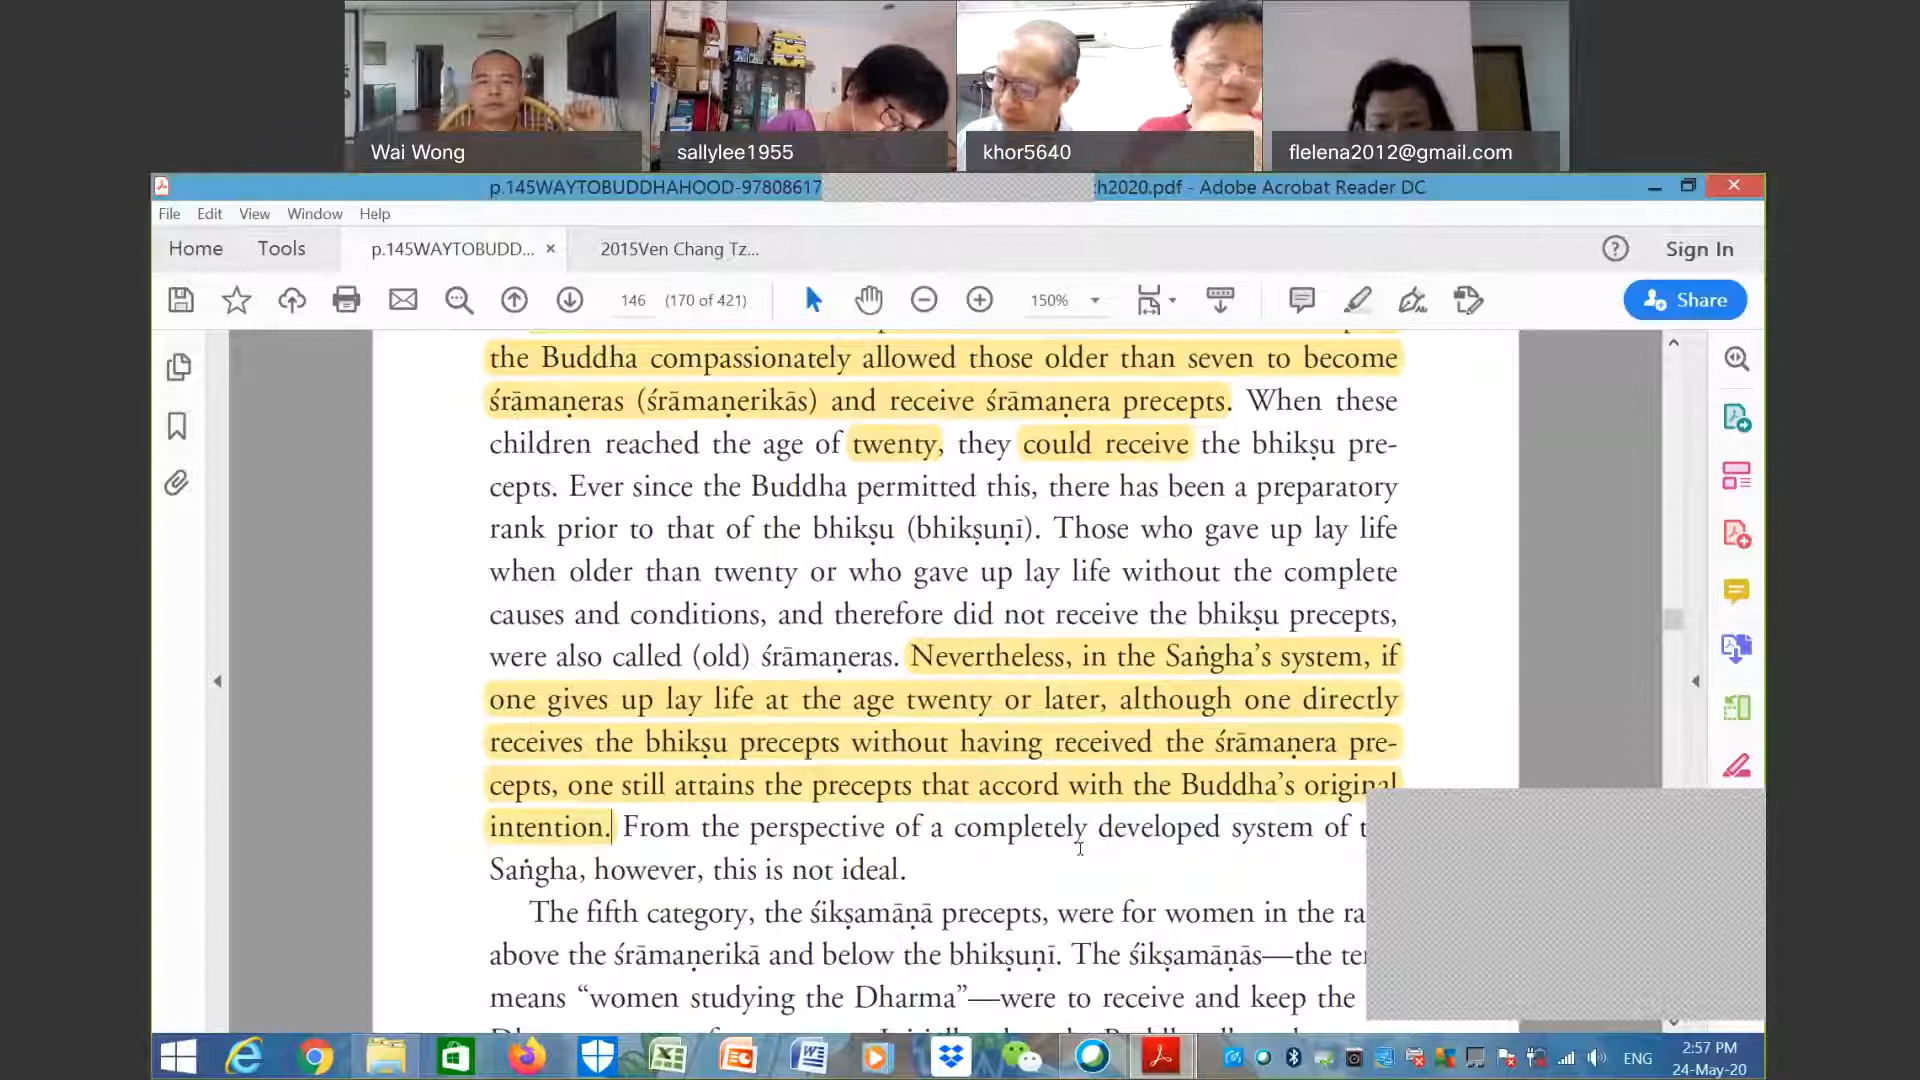 Wai Wong
sallylee1955
khor5640
flelena2012@gmail.com
p.145WAYTOBUDDHAHOOD-97808617
h2020.pdf - Adobe Acrobat Reader DC
File Edit View Window Help
Home Tools p.145WAYTOBUDD... × 2015Ven Chang Tz... Sign In
146 (170 of 421) 150% Share
the Buddha compassionately allowed those older than seven to become
śrāmaṇeras (śrāmaṇerikās) and receive śrāmaṇera precepts. When these
children reached the age of twenty, they could receive the bhikṣu pre-
cepts. Ever since the Buddha permitted this, there has been a preparatory
rank prior to that of the bhikṣu (bhikṣuṇī). Those who gave up lay life
when older than twenty or who gave up lay life without the complete
causes and conditions, and therefore did not receive the bhikṣu precepts,
were also called (old) śrāmaṇeras. Nevertheless, in the Saṅgha's system, if
one gives up lay life at the age twenty or later, although one directly
receives the bhikṣu precepts without having received the śrāmaṇera pre-
cepts, one still attains the precepts that accord with the Buddha's original
intention. From the perspective of a completely developed system of
Saṅgha, however, this is not ideal.
The fifth category, the śikṣamāṇā precepts, were for women in the
above the śrāmaṇerikā and below the bhikṣuṇī. The śikṣamāṇās—the
means “women studying the Dharma”—were to receive and keep the
ENG
2:57 PM
24-May-20